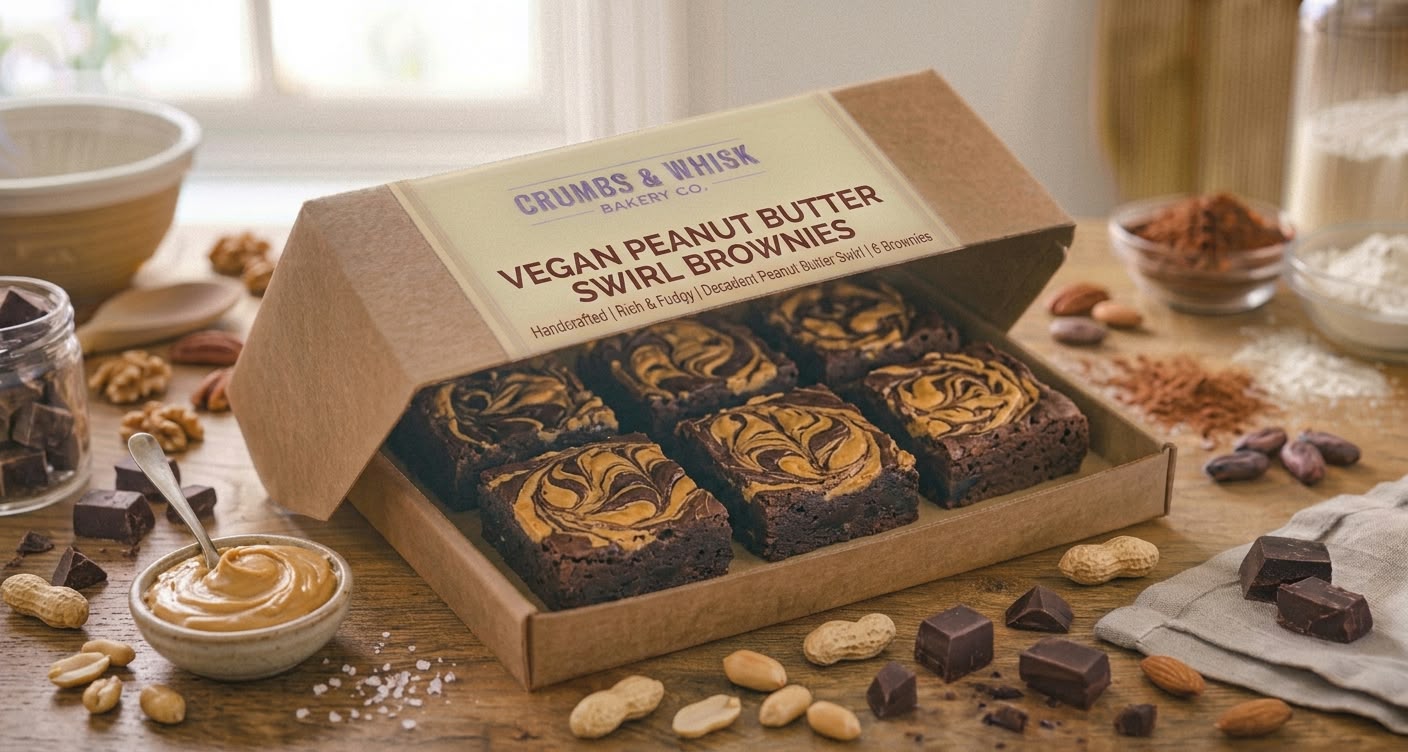 CRUMBS & WHISK
BAKERY CO.
VEGAN PEANUT BUTTER
SWIRL BROWNIES
Handcrafted | Rich & Fudgy | Decadent Peanut Butter Swirl | 6 Brownies